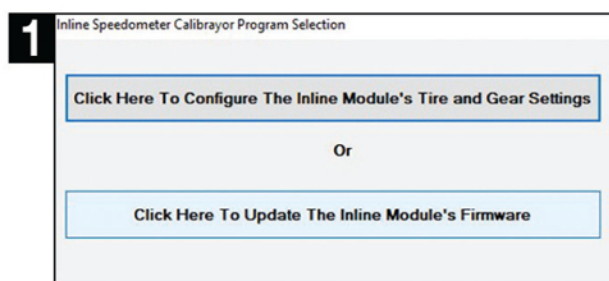 1
Inline Speedometer Calibrayor Program Selection
Click Here To Configure The Inline Module's Tire and Gear Settings
Or
Click Here To Update The Inline Module's Firmware